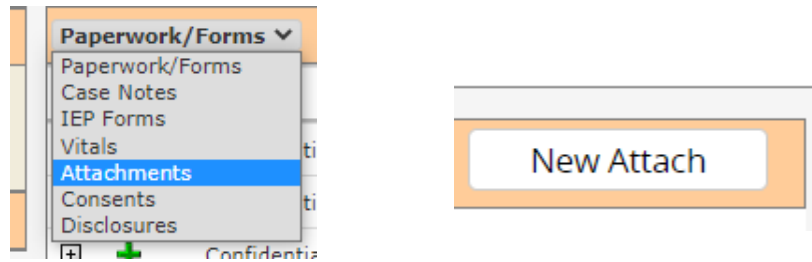 Paperwork/Forms
Paperwork/Forms
Case Notes
IEP Forms
Vitals
Attachments
Consents
Disclosures
New Attach